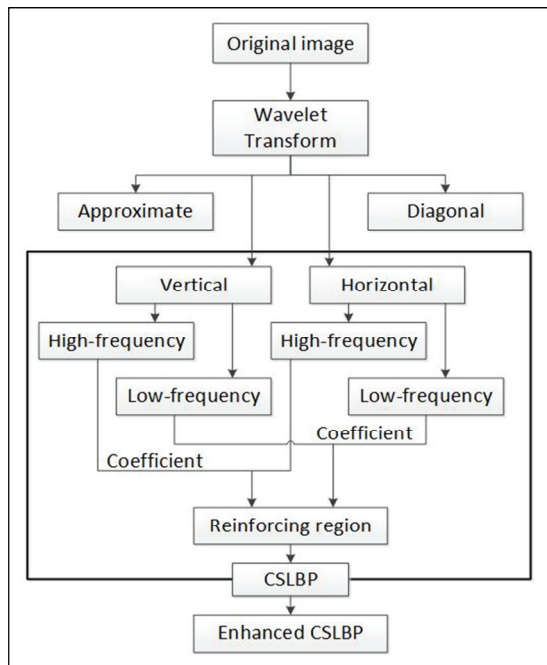 Original image
Wavelet
Transform
Approximate
Diagonal
Vertical
Horizontal
High-frequency
High-frequency
Low-frequency
Low-frequency
Coefficient
Coefficient
Reinforcing region
CSLBP
Enhanced CSLBP